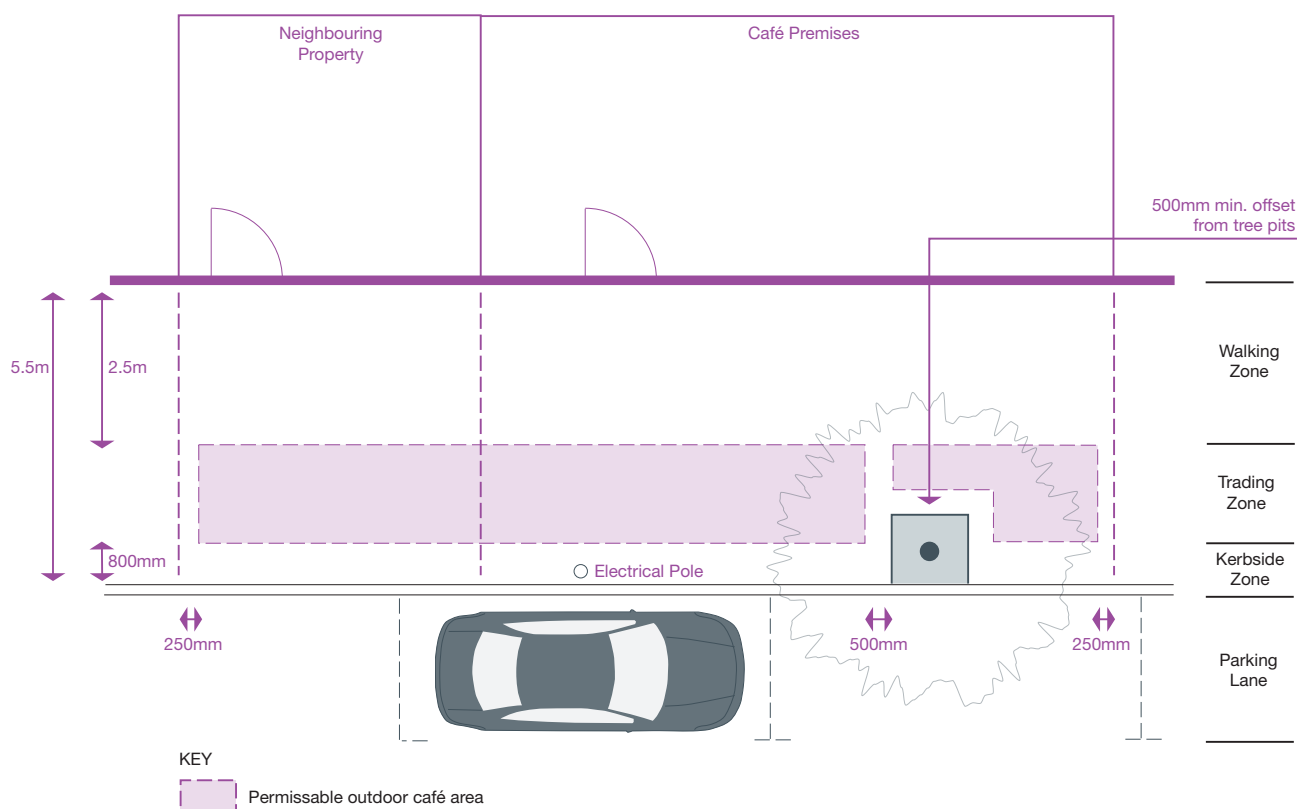 Neighbouring
Property
Café Premises
500mm min. offset
from tree pits
5.5m
2.5m
Walking
Zone
Trading
Zone
800mm
Kerbside
Zone
Electrical Pole
250mm
500mm
250mm
Parking
Lane
KEY
Permissable outdoor café area